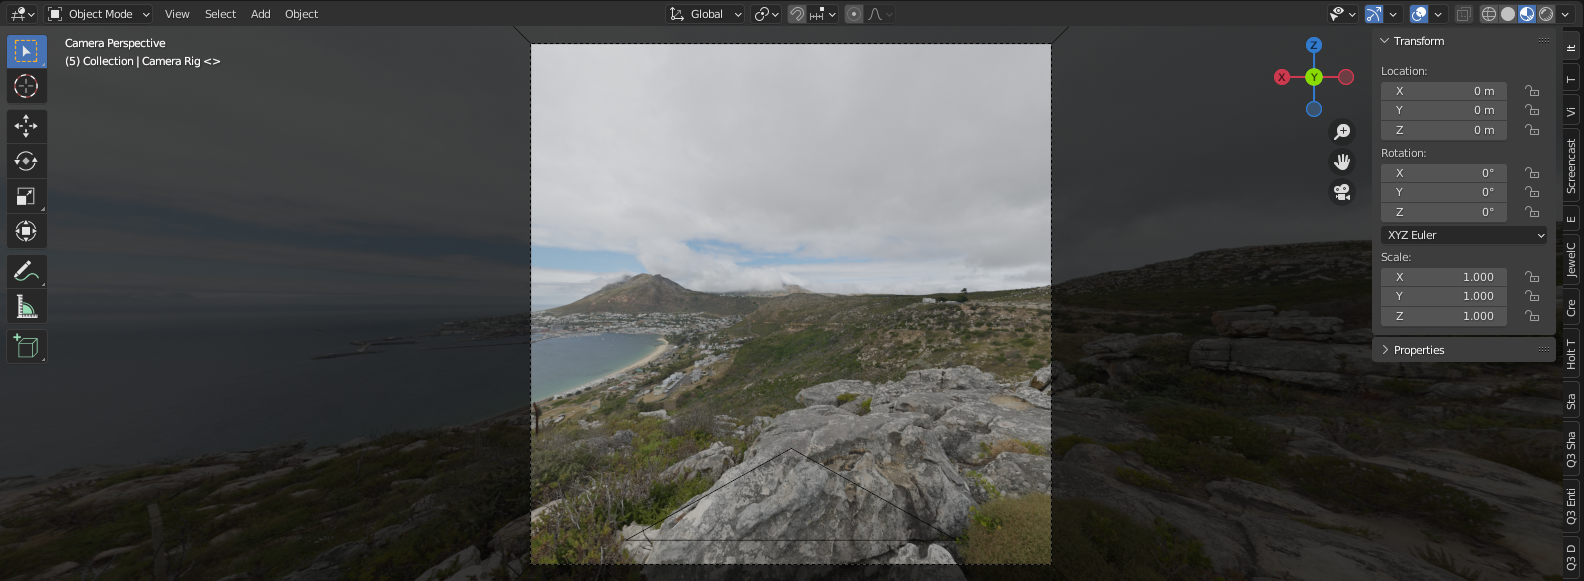 Object Mode View Select Add Object Global
Camera Perspective
(5) Collection | Camera Rig <>
Z
X Y
Transform
Location:
X 0 m
Y 0 m
Z 0 m
Rotation:
X 0°
Y 0°
Z 0°
XYZ Euler
Scale:
X 1.000
Y 1.000
Z 1.000
Properties
It
T
Vi
Screencast
E
JewelC
Cre
Holt T
Sta
Q3 Sha
Q3 Enti
Q3 D